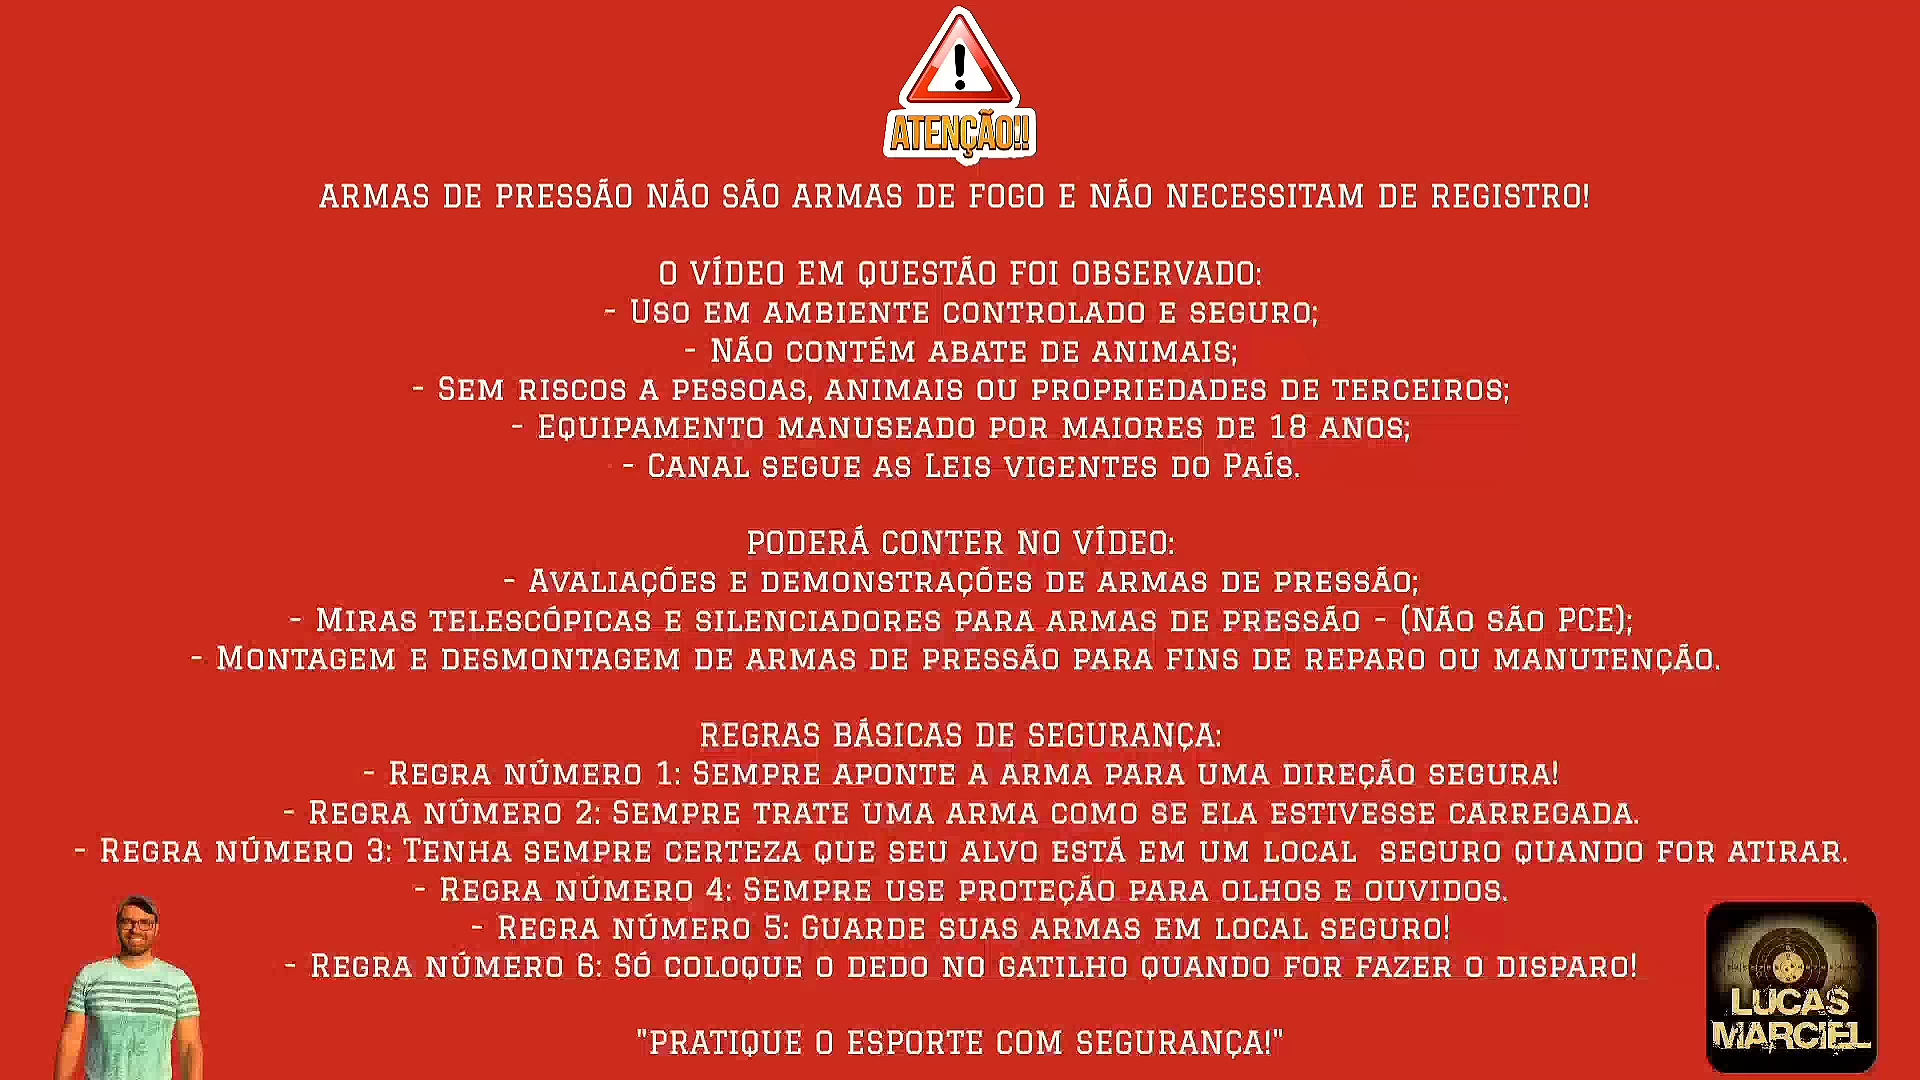 ATENÇÃO!!
ARMAS DE PRESSÃO NÃO SÃO ARMAS DE FOGO E NÃO NECESSITAM DE REGISTRO!
O VÍDEO EM QUESTÃO FOI OBSERVADO:
- Uso em ambiente controlado e seguro;
- Não contém abate de animais;
- Sem riscos a pessoas, animais ou propriedades de terceiros;
- Equipamento manuseado por maiores de 18 anos;
- Canal segue as Leis vigentes do País.
PODERÁ CONTER NO VÍDEO:
- Avaliações e demonstrações de armas de pressão;
- Miras telescópicas e silenciadores para armas de pressão - (Não são PCE);
- Montagem e desmontagem de armas de pressão para fins de reparo ou manutenção.
REGRAS BÁSICAS DE SEGURANÇA:
- Regra número 1: Sempre aponte a arma para uma direção segura!
- Regra número 2: Sempre trate uma arma como se ela estivesse carregada.
- Regra número 3: Tenha sempre certeza que seu alvo está em um local seguro quando for atirar.
- Regra número 4: Sempre use proteção para olhos e ouvidos.
- Regra número 5: Guarde suas armas em local seguro!
- Regra número 6: Só coloque o dedo no gatilho quando for fazer o disparo!
"PRATIQUE O ESPORTE COM SEGURANÇA!"
LUCAS
MARCIEL